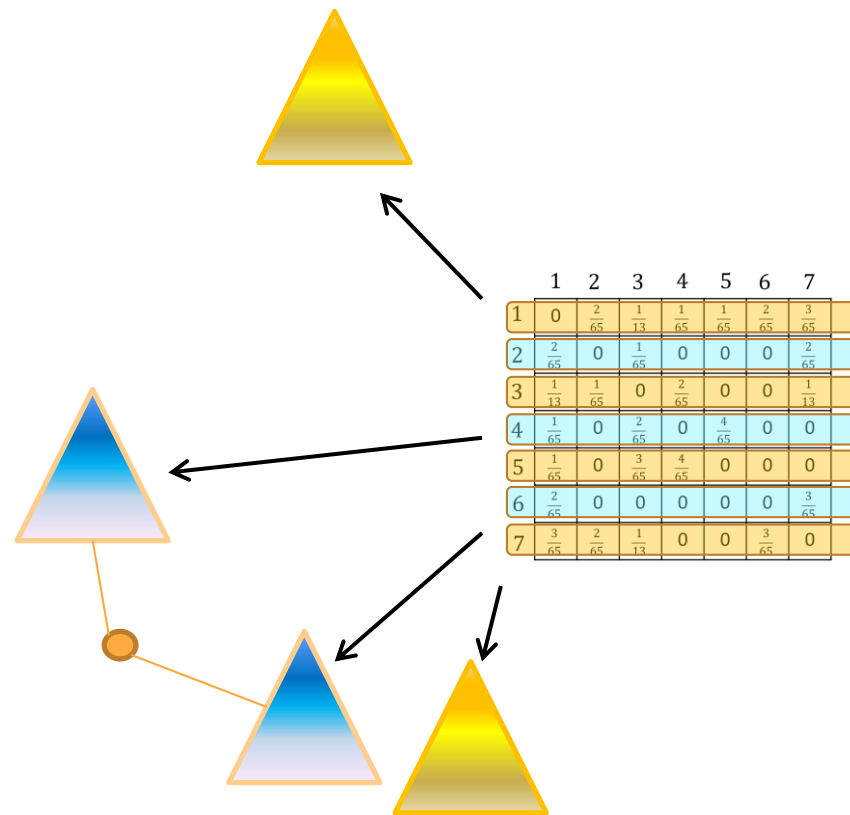 1 2 3 4 5 6 7
1 0 2/65 1/13 1/65 1/65 2/65 3/65
2 2/65 0 1/65 0 0 0 2/65
3 1/13 1/65 0 2/65 0 0 1/13
4 1/65 0 2/65 0 4/65 0 0
5 1/65 0 3/65 4/65 0 0 0
6 2/65 0 0 0 0 0 3/65
7 3/65 2/65 1/13 0 0 3/65 0